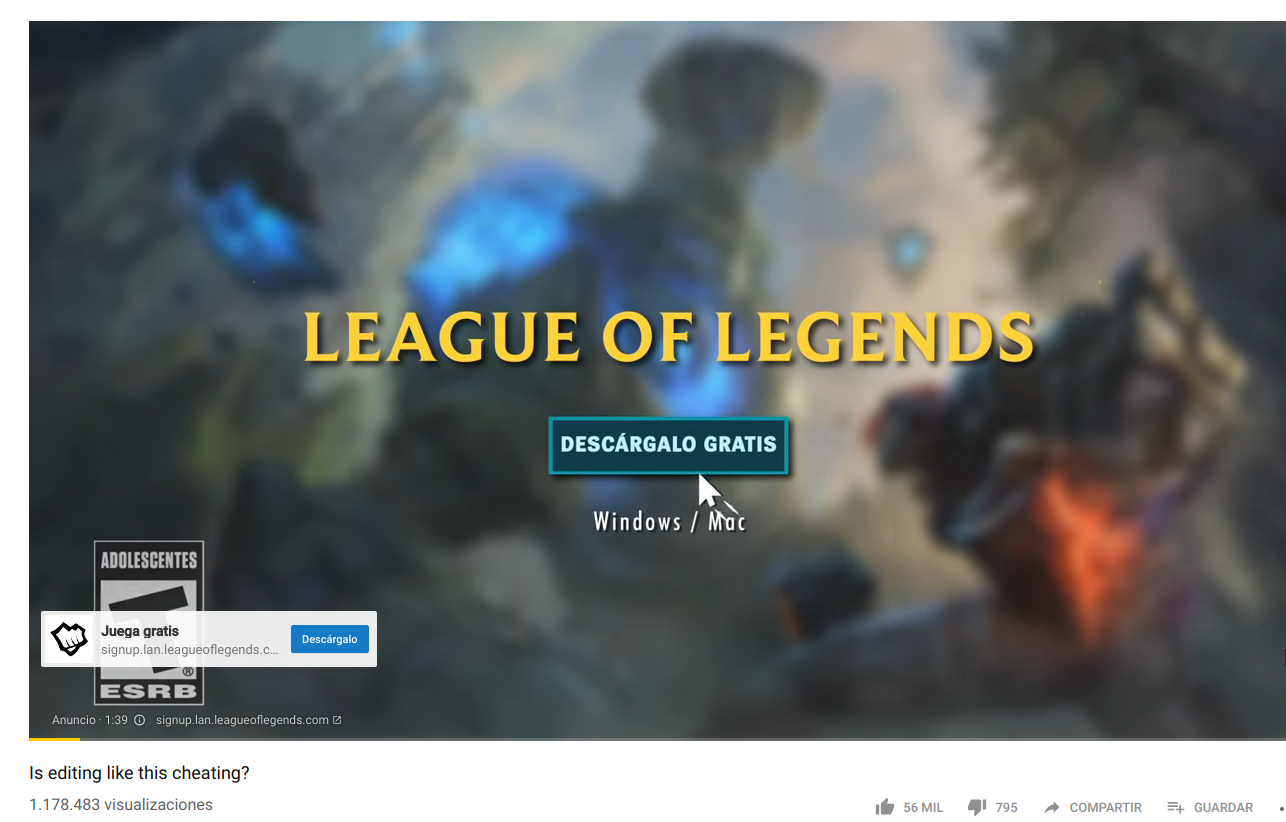 LEAGUE OF LEGENDS
DESCÁRGALO GRATIS
Windows / Mac
ADOLESCENTES
Juega gratis
signup.lan.leagueoflegends.c...
Descárgalo
®
ESRB
Anuncio · 1:39
signup.lan.leagueoflegends.com
Is editing like this cheating?
1.178.483 visualizaciones
56 MIL
795
COMPARTIR
GUARDAR